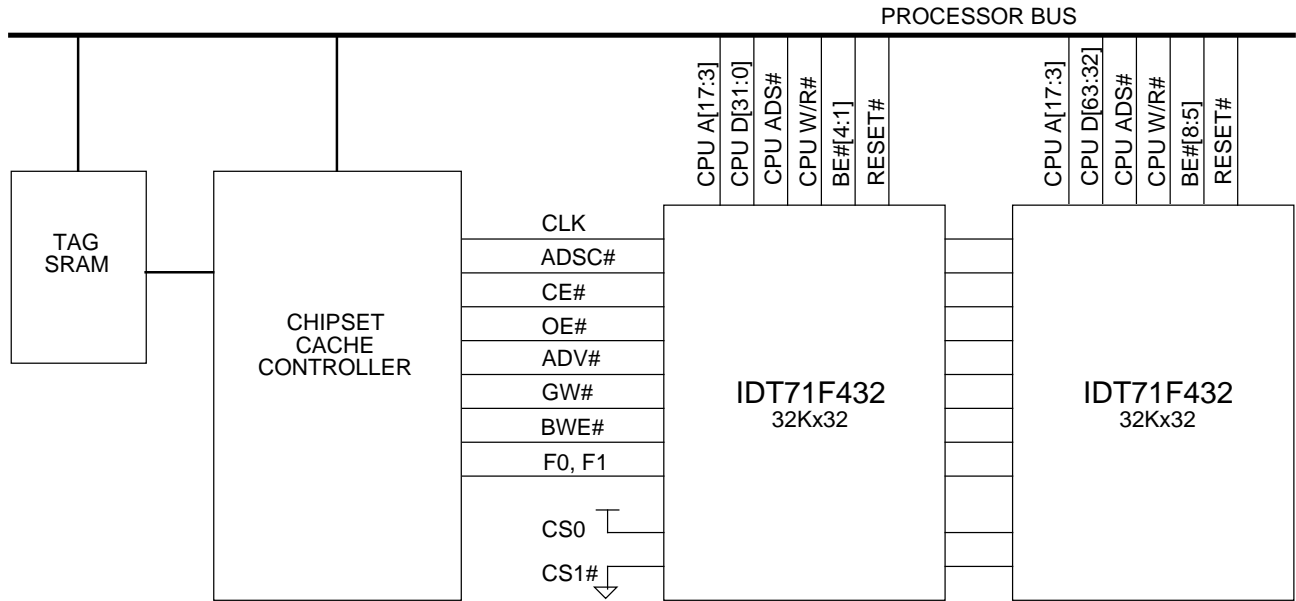 PROCESSOR BUS
CPU A[17:3]
CPU D[31:0]
CPU ADS#
CPU W/R#
BE#[4:1]
RESET#
CPU A[17:3]
CPU D[63:32]
CPU ADS#
CPU W/R#
BE#[8:5]
RESET#
TAG
SRAM
CHIPSET
CACHE
CONTROLLER
CLK
ADSC#
CE#
OE#
ADV#
GW#
BWE#
F0, F1
CS0
CS1#
IDT71F432
32Kx32
IDT71F432
32Kx32